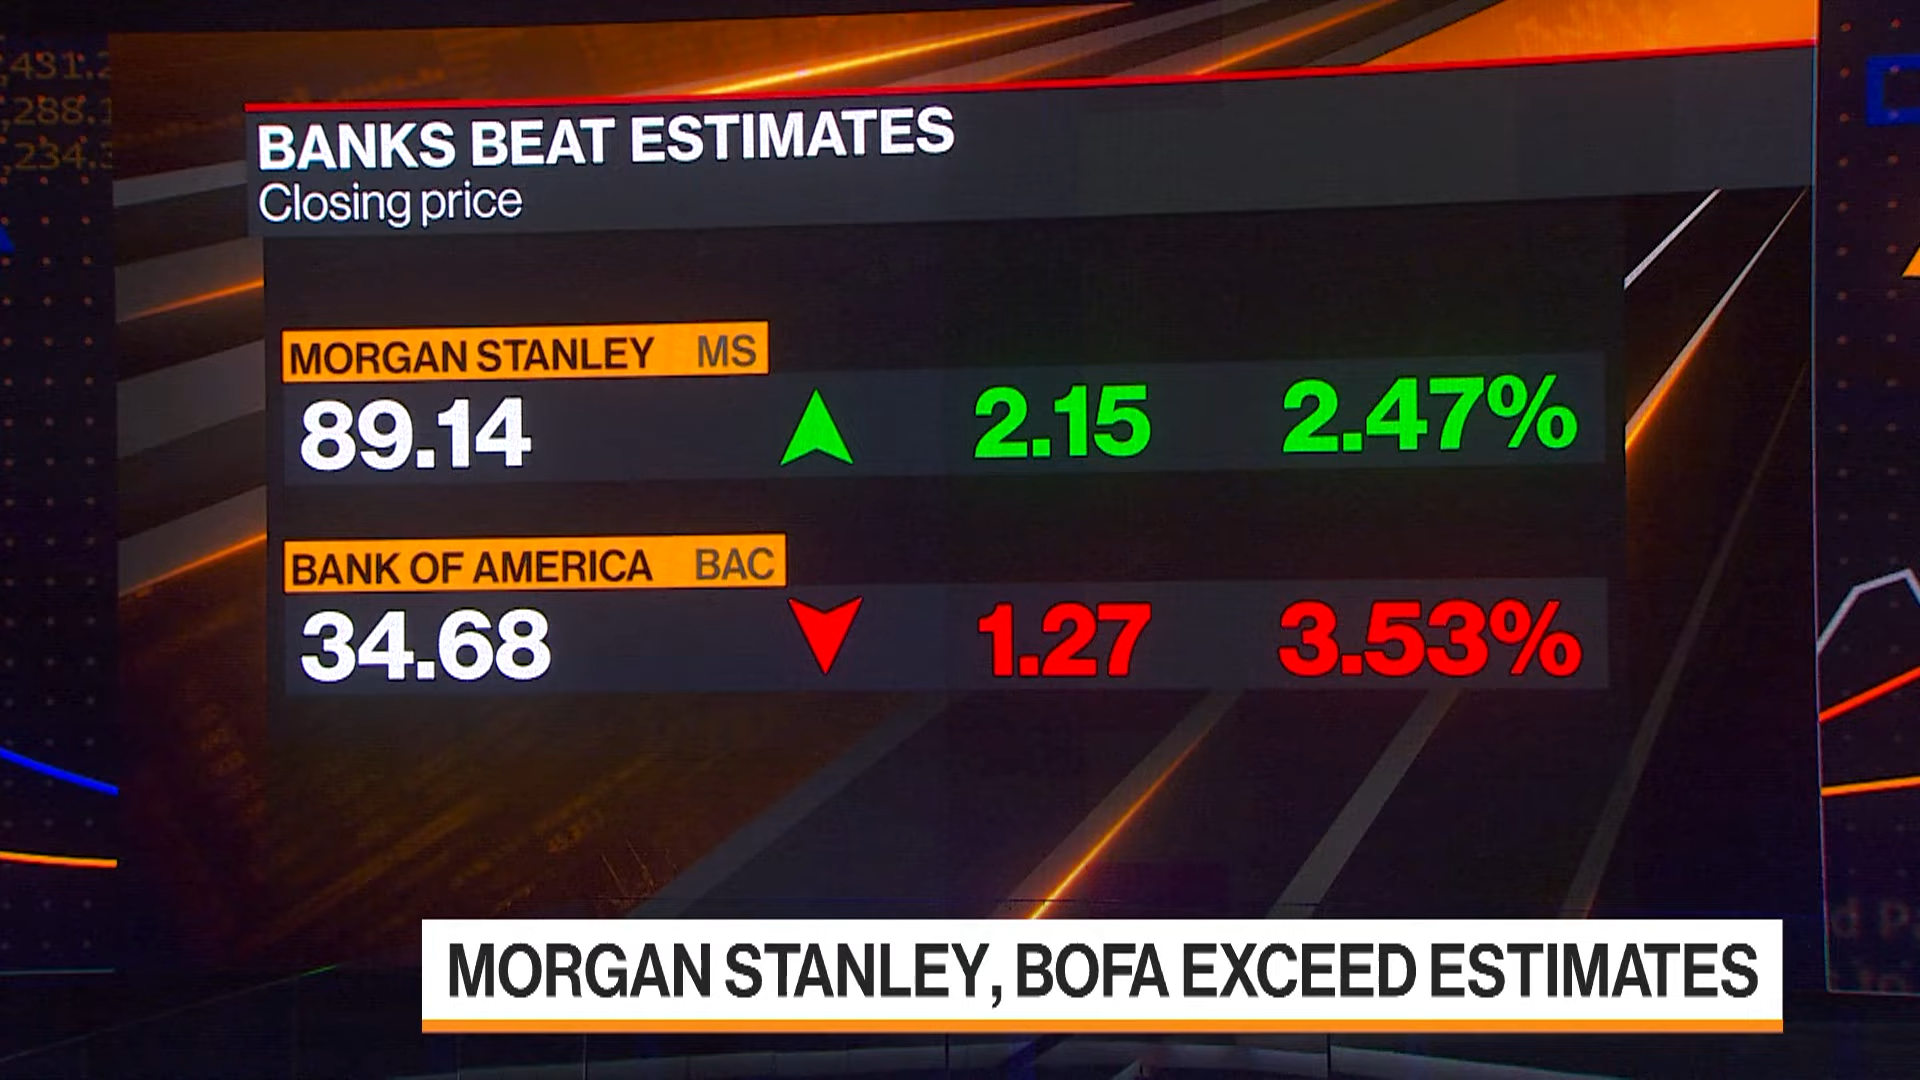 BANKS BEAT ESTIMATES
Closing price
MORGAN STANLEY MS
89.14 2.15 2.47%
BANK OF AMERICA BAC
34.68 1.27 3.53%
MORGAN STANLEY, BOFA EXCEED ESTIMATES